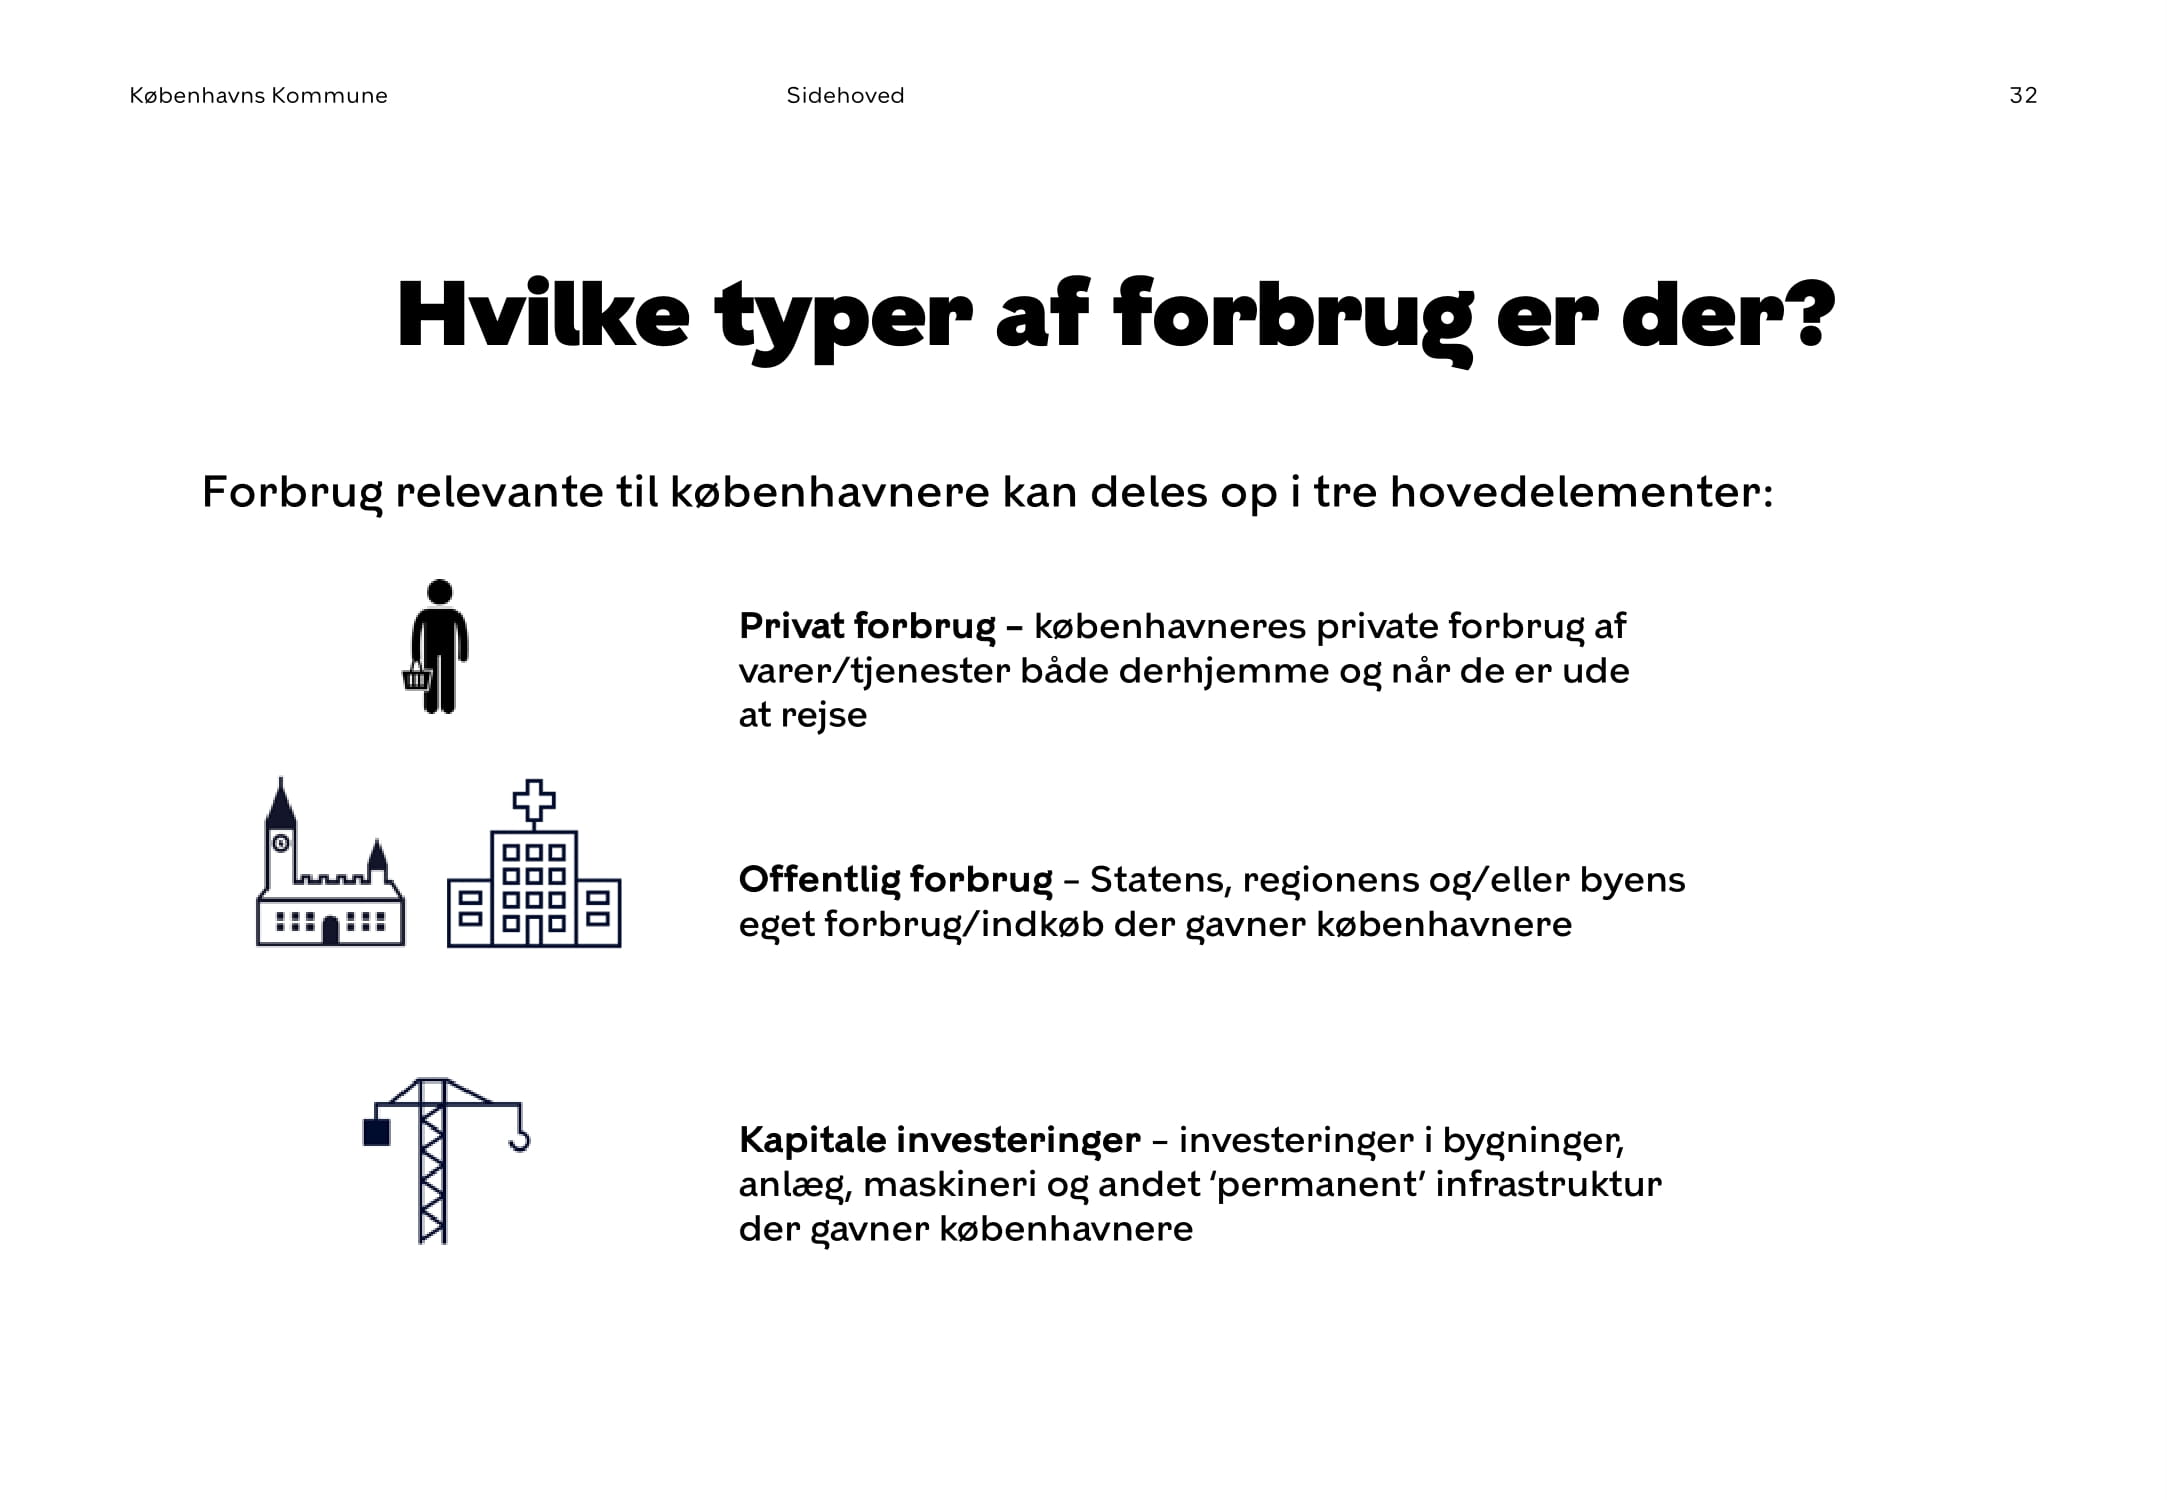 Københavns Kommune
Sidehoved
32
Hvilke typer af forbrug er der?
Forbrug relevante til københavnere kan deles op i tre hovedelementer:
Privat forbrug – københavneres private forbrug af
varer/tjenester både derhjemme og når de er ude
at rejse
Offentlig forbrug – Statens, regionens og/eller byens
eget forbrug/indkøb der gavner københavnere
Kapitale investeringer – investeringer i bygninger,
anlæg, maskineri og andet ‘permanent’ infrastruktur
der gavner københavnere